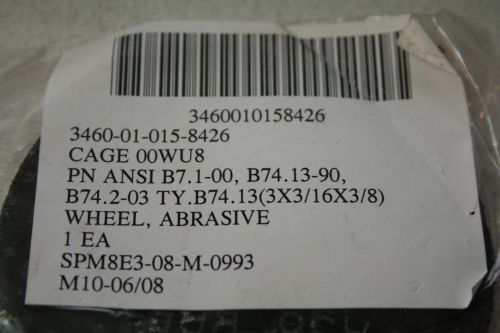 3460010158426
3460-01-015-8426
CAGE 00WU8
PN ANSI B7.1-00, B74.13-90,
B74.2-03 TY.B74.13(3X3/16X3/8)
WHEEL, ABRASIVE
1 EA
SPM8E3-08-M-0993
M10-06/08